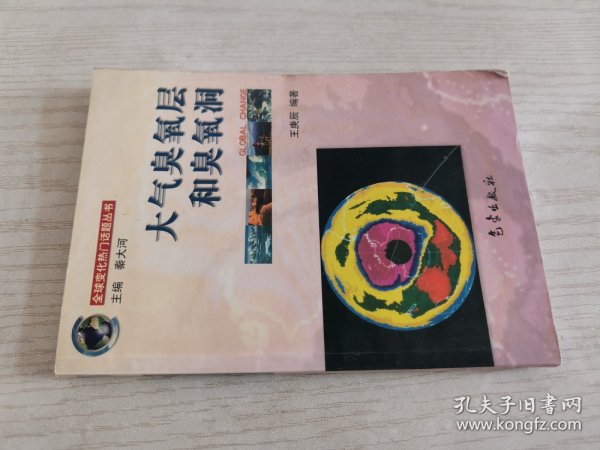 全球变化热门话题丛书
主编 秦大河
大气臭氧层
和臭氧洞
GLOBAL CHANGE
王庚辰 编著
气象出版社
孔夫子旧书网
www.kongfz.com